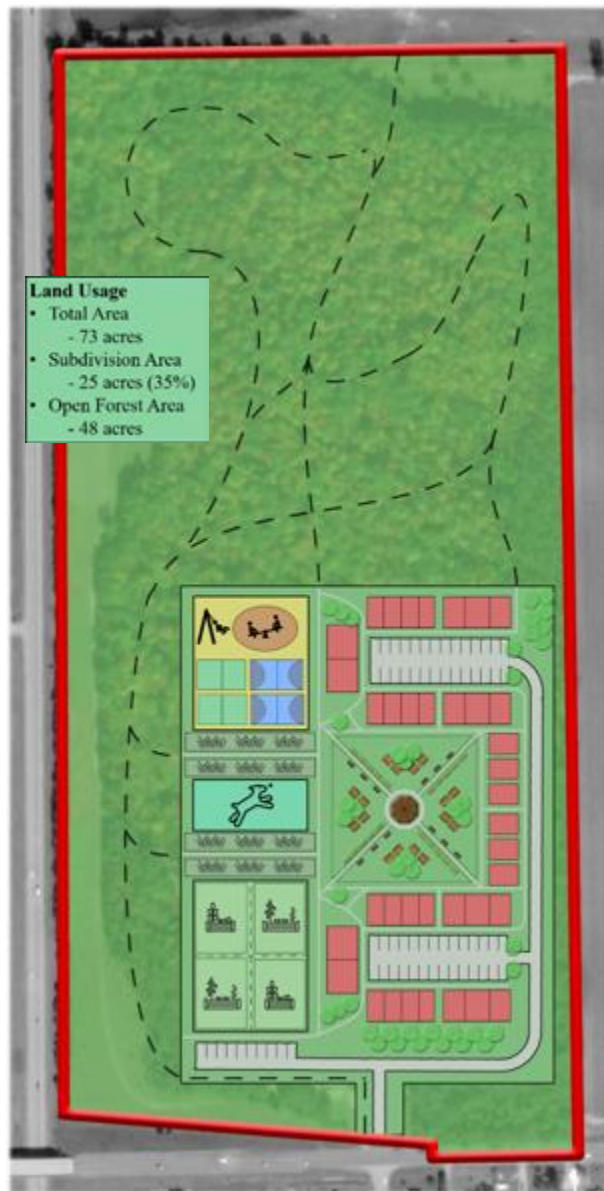 Land Usage
• Total Area
- 73 acres
• Subdivision Area
- 25 acres (35%)
• Open Forest Area
- 48 acres